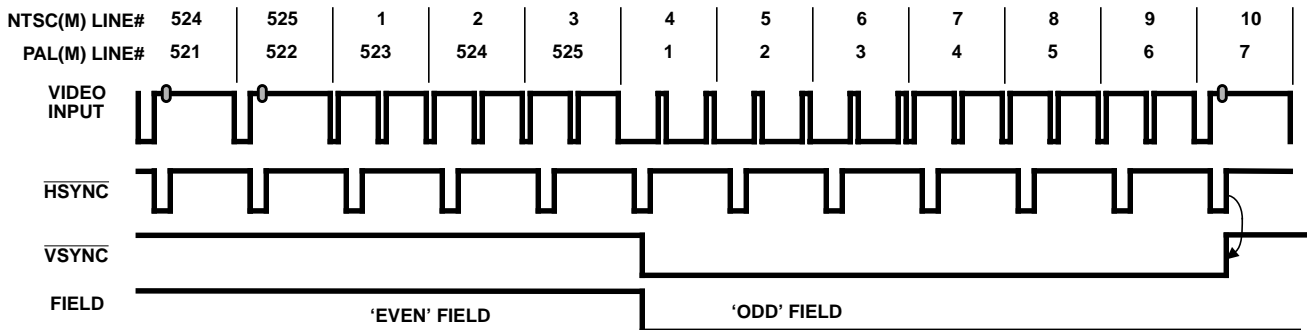 NTSC(M) LINE# 524 525 1 2 3 4 5 6 7 8 9 10
PAL(M) LINE# 521 522 523 524 525 1 2 3 4 5 6 7
VIDEO
INPUT
HSYNC
VSYNC
FIELD
‘EVEN’ FIELD
‘ODD’ FIELD